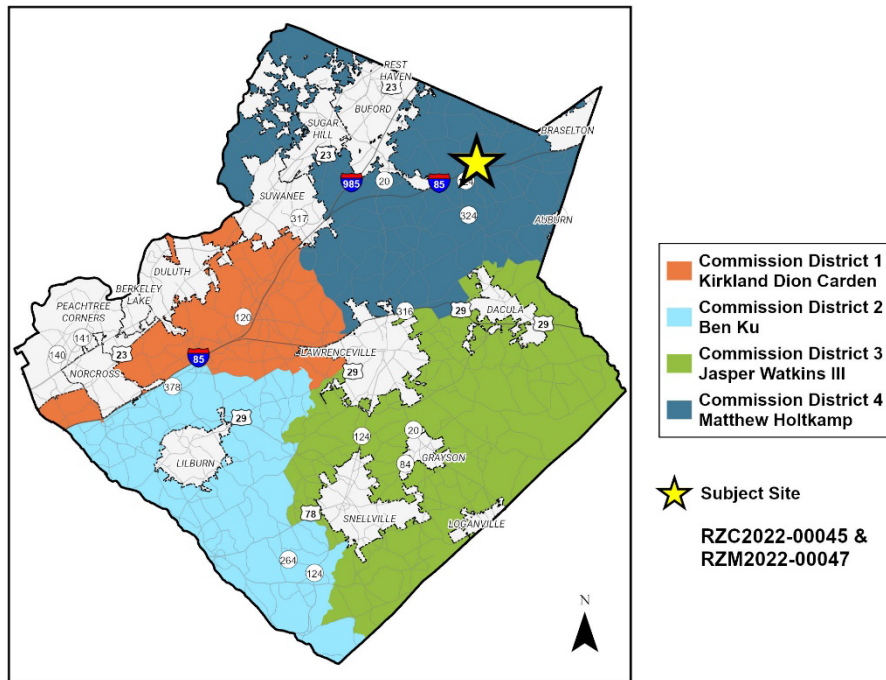 REST
HAVEN
23
BUFORD
SUGAR
HILL
23
BRASELTON
985
20
85
SUWANEE
317
324
AUBURN
DULUTH
BERKELEY
LAKE
PEACHTREE
CORNERS
141
140
23
NORCROSS
120
85
378
316
29
DACULA
29
LAWRENCEVILLE
29
29
LILBURN
124
20
GRAYSON
84
78
SNELLVILLE
LOGANVILLE
264
124
N
Commission District 1
Kirkland Dion Carden
Commission District 2
Ben Ku
Commission District 3
Jasper Watkins III
Commission District 4
Matthew Holtkamp
Subject Site
RZC2022-00045 &
RZM2022-00047